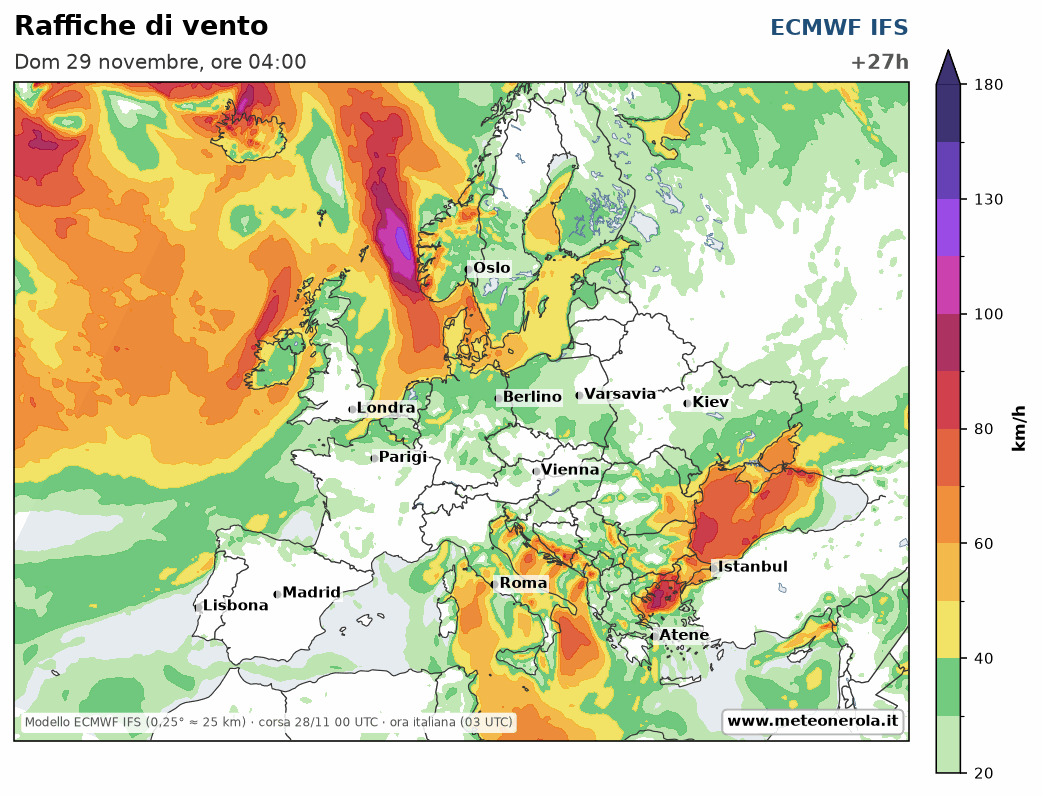 Raffiche di vento
ECMWF IFS
Dom 29 novembre, ore 04:00
+27h
180
130
100
80
60
40
20
km/h
Oslo
Berlino
Varsavia
Kiev
Londra
Parigi
Vienna
Istanbul
Roma
Madrid
Lisbona
Atene
Modello ECMWF IFS (0,25° ≈ 25 km) · corsa 28/11 00 UTC · ora italiana (03 UTC)
www.meteonerola.it